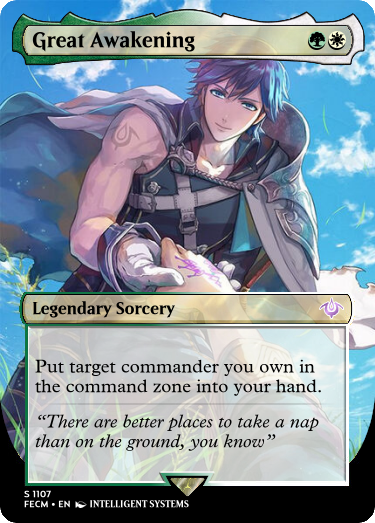 Great Awakening
Legendary Sorcery
Put target commander you own in
the command zone into your hand.
“There are better places to take a nap
than on the ground, you know”
S 1107
FECM • EN INTELLIGENT SYSTEMS